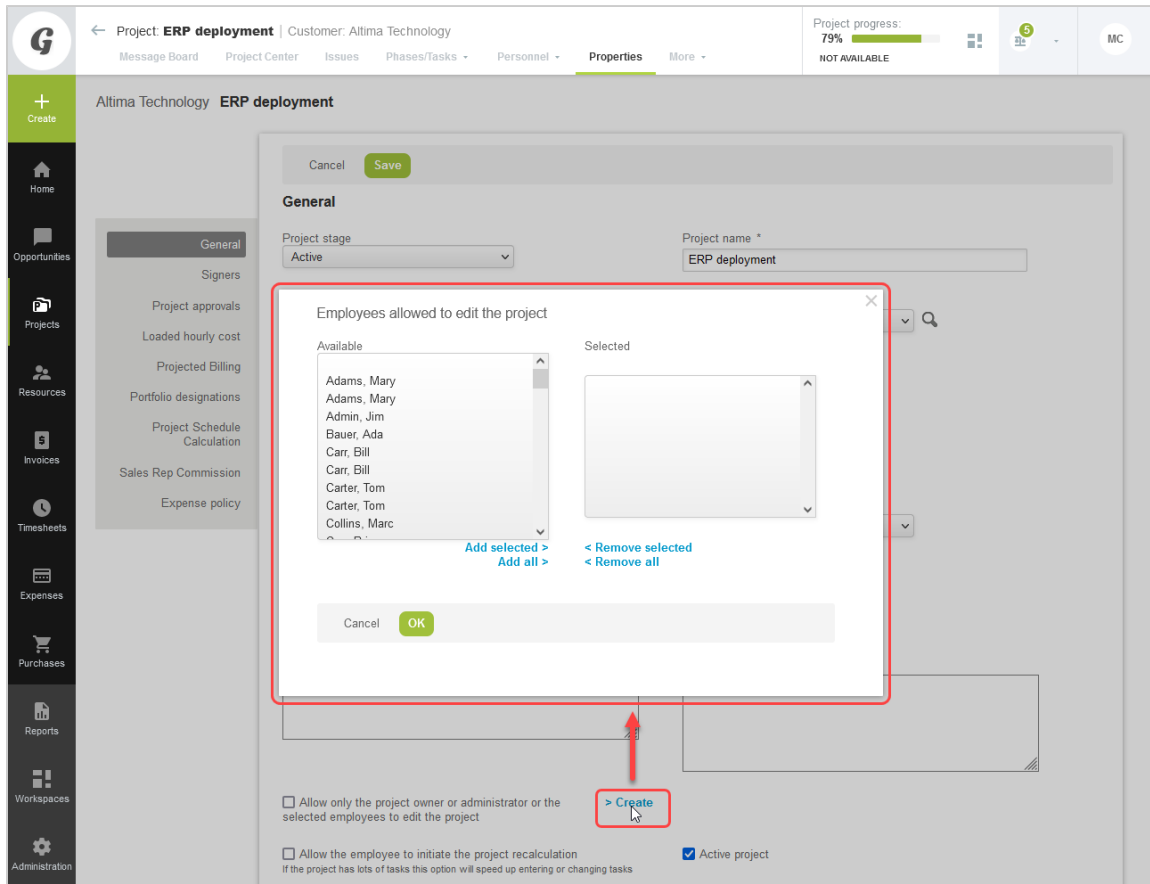 G
← Project: ERP deployment | Customer: Altima Technology
Message Board Project Center Issues Phases/Tasks Personnel Properties More
Project progress:
79%
NOT AVAILABLE
5
MC
Create
Home
Opportunities
Projects
Resources
Invoices
Timesheets
Expenses
Purchases
Reports
Workspaces
Administration
Altima Technology ERP deployment
Cancel Save
General
Signers
Project approvals
Loaded hourly cost
Projected Billing
Portfolio designations
Project Schedule
Calculation
Sales Rep Commission
Expense policy
General
Project stage
Active
Project name *
ERP deployment
Employees allowed to edit the project
Available
Adams, Mary
Adams, Mary
Admin, Jim
Bauer, Ada
Carr, Bill
Carr, Bill
Carter, Tom
Carter, Tom
Collins, Marc
Selected
Add selected >
Add all >
< Remove selected
< Remove all
Cancel OK
Allow only the project owner or administrator or the
selected employees to edit the project
> Create
Allow the employee to initiate the project recalculation
If the project has lots of tasks this option will speed up entering or changing tasks
Active project